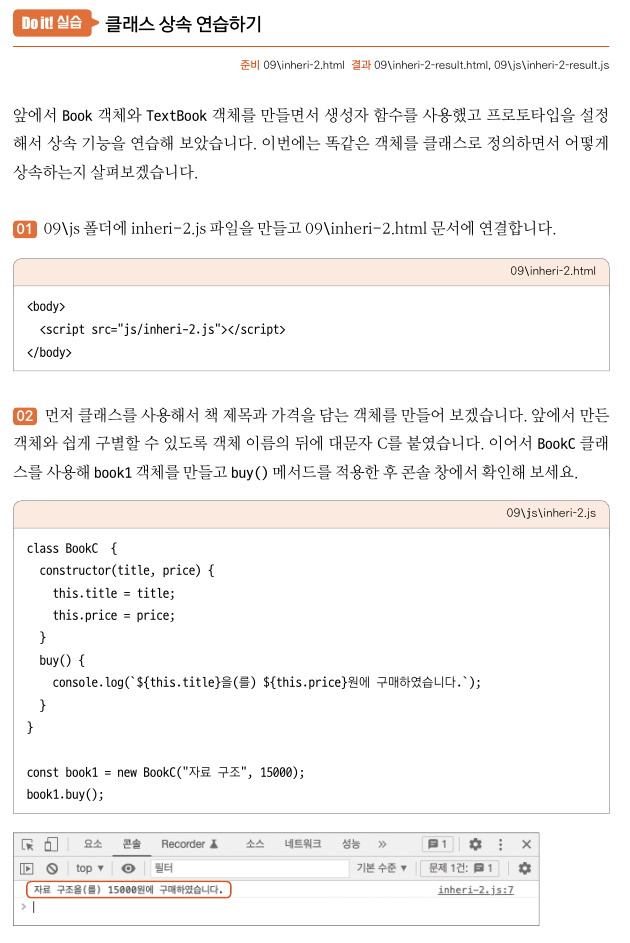 Do it! 실습 클래스 상속 연습하기
준비 09\inheri-2.html 결과 09\inheri-2-result.html, 09\js\inheri-2-result.js
앞에서 Book 객체와 TextBook 객체를 만들면서 생성자 함수를 사용했고 프로토타입을 설정
해서 상속 기능을 연습해 보았습니다. 이번에는 똑같은 객체를 클래스로 정의하면서 어떻게
상속하는지 살펴보겠습니다.
01 09\js 폴더에 inheri-2.js 파일을 만들고 09\inheri-2.html 문서에 연결합니다.
09\inheri-2.html
<body>
  <script src="js/inheri-2.js"></script>
</body>
02 먼저 클래스를 사용해서 책 제목과 가격을 담는 객체를 만들어 보겠습니다. 앞에서 만든
객체와 쉽게 구별할 수 있도록 객체 이름의 뒤에 대문자 C를 붙였습니다. 이어서 BookC 클래
스를 사용해 book1 객체를 만들고 buy() 메서드를 적용한 후 콘솔 창에서 확인해 보세요.
09\js\inheri-2.js
class BookC  {
  constructor(title, price) {
    this.title = title;
    this.price = price;
  }
  buy() {
    console.log(`${this.title}을(를) ${this.price}원에 구매하였습니다.`);
  }
}
const book1 = new BookC("자료 구조", 15000);
book1.buy();
요소 콘솔 Recorder 소스 네트워크 성능 » 1
top ▼ 필터 기본 수준 ▼ 문제 1건: 1
자료 구조을(를) 15000원에 구매하였습니다. inheri-2.js:7
>